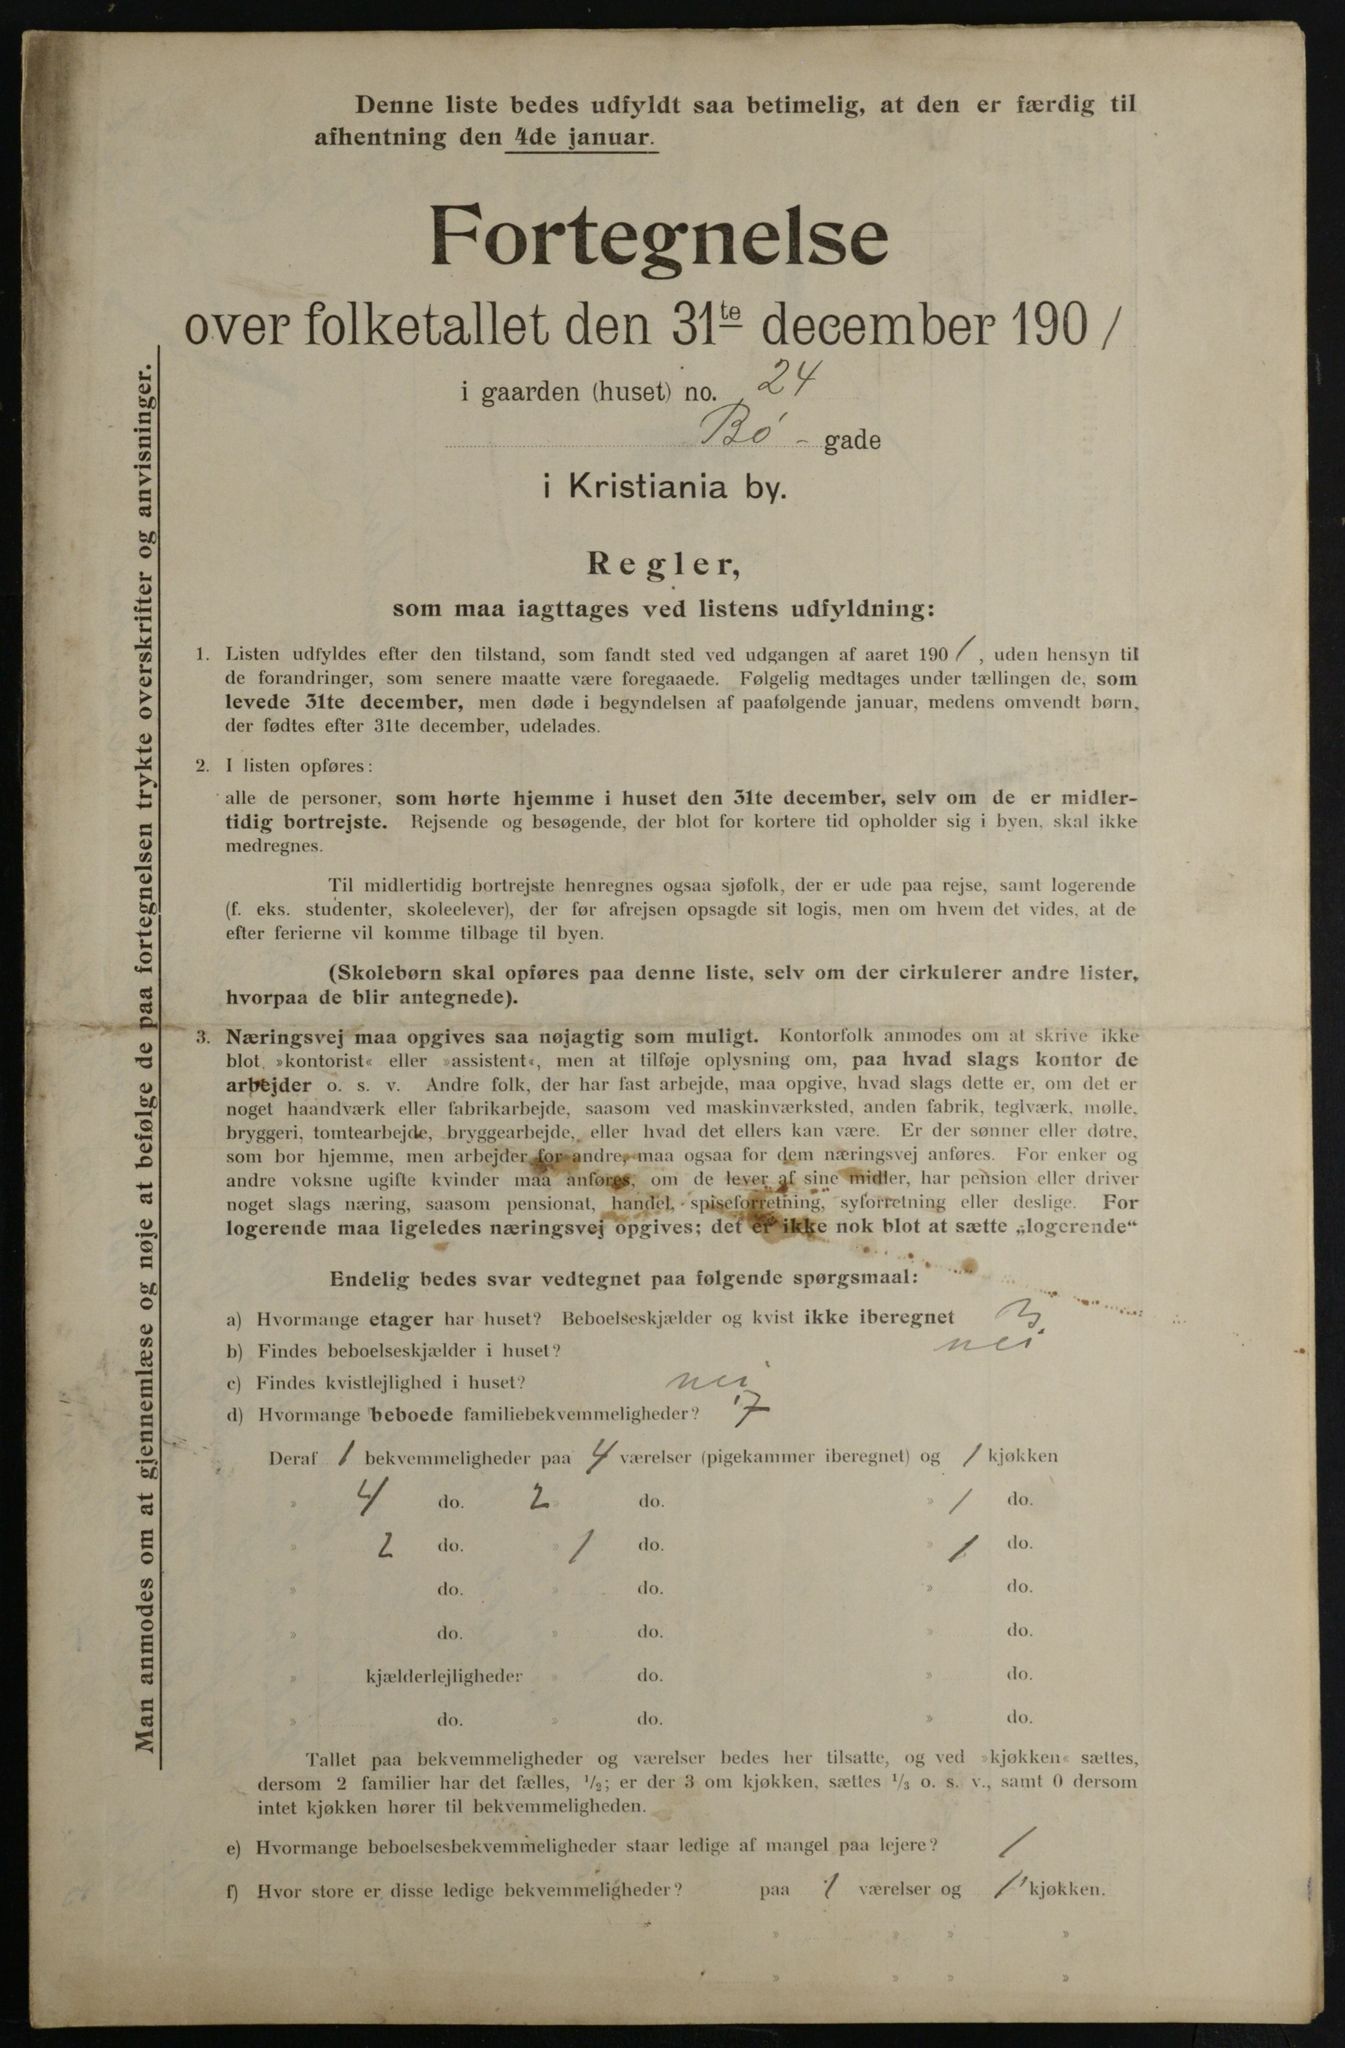 Denne liste bedes udfyldt saa betimelig, at den er færdig til
afhentning den 4de januar.
Fortegnelse
over folketallet den 31te december 1901
i gaarden (huset) no. 24
Bø - gade
i Kristiania by.
Regler,
som maa iagttages ved listens udfyldning:
1. Listen udfyldes efter den tilstand, som fandt sted ved udgangen af aaret 1901, uden hensyn til
de forandringer, som senere maatte være foregaaede. Følgelig medtages under tællingen de, som
levede 31te december, men døde i begyndelsen af paafølgende januar, medens omvendt børn,
der fødtes efter 31te december, udelades.
2. I listen opføres:
alle de personer, som hørte hjemme i huset den 31te december, selv om de er midler-
tidig bortrejste. Rejsende og besøgende, der blot for kortere tid opholder sig i byen, skal ikke
medregnes.
Til midlertidig bortrejste henregnes ogsaa sjøfolk, der er ude paa rejse, samt logerende
(f. eks. studenter, skoleelever), der før afrejsen opsagde sit logis, men om hvem det vides, at de
efter ferierne vil komme tilbage til byen.
(Skolebørn skal opføres paa denne liste, selv om der cirkulerer andre lister,
hvorpaa de blir antegnede).
3. Næringsvej maa opgives saa nøjagtig som muligt. Kontorfolk anmodes om at skrive ikke
blot »kontorist« eller »assistent«, men at tilføje oplysning om, paa hvad slags kontor de
arbejder o. s. v. Andre folk, der har fast arbejde, maa opgive, hvad slags dette er, om det er
noget haandværk eller fabrikarbejde, saasom ved maskinværksted, anden fabrik, teglværk, mølle,
bryggeri, tomtearbejde, bryggearbejde, eller hvad det ellers kan være. Er der sønner eller døtre,
som bor hjemme, men arbejder for andre, maa ogsaa for dem næringsvej anføres. For enker og
andre voksne ugifte kvinder maa anføres, om de lever af sine midler, har pension eller driver
noget slags næring, saasom pensionat, handel, spiseforretning, syforretning eller deslige. For
logerende maa ligeledes næringsvej opgives; det er ikke nok blot at sætte „logerende“
Endelig bedes svar vedtegnet paa følgende spørgsmaal:
a) Hvormange etager har huset? Beboelseskjælder og kvist ikke iberegnet 3
b) Findes beboelseskjælder i huset? nei
c) Findes kvistlejlighed i huset? nei
d) Hvormange beboede familiebekvemmeligheder? 7
Deraf 1 bekvemmeligheder paa 4 værelser (pigekammer iberegnet) og 1 kjøkken
» 4 do. 2 do. » 1 do.
» 2 do. » 1 do. » 1 do.
» do. » do. » do.
» do. » do. » do.
» kjælderlejligheder do. » do.
» do. » do. » do.
Tallet paa bekvemmeligheder og værelser bedes her tilsatte, og ved »kjøkken« sættes,
dersom 2 familier har det fælles, 1/2; er der 3 om kjøkken, sættes 1/3 o. s. v., samt 0 dersom
intet kjøkken hører til bekvemmeligheden.
e) Hvormange beboelsesbekvemmeligheder staar ledige af mangel paa lejere? 1
f) Hvor store er disse ledige bekvemmeligheder? paa 1 værelser og 1 kjøkken.
» » » »
» » » »
Man anmodes om at gjennemlæse og nøje at befølge de paa fortegnelsen trykte overskrifter og anvisninger.